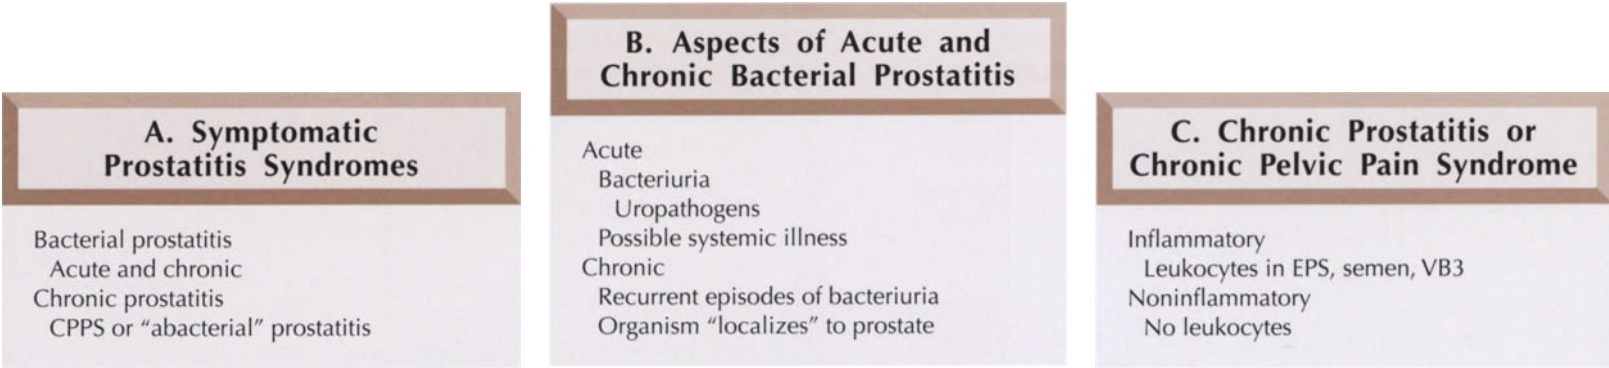 A. Symptomatic
Prostatitis Syndromes
Bacterial prostatitis
Acute and chronic
Chronic prostatitis
CPPS or “abacterial” prostatitis
B. Aspects of Acute and
Chronic Bacterial Prostatitis
Acute
Bacteriuria
Uropathogens
Possible systemic illness
Chronic
Recurrent episodes of bacteriuria
Organism “localizes” to prostate
C. Chronic Prostatitis or
Chronic Pelvic Pain Syndrome
Inflammatory
Leukocytes in EPS, semen, VB3
Noninflammatory
No leukocytes